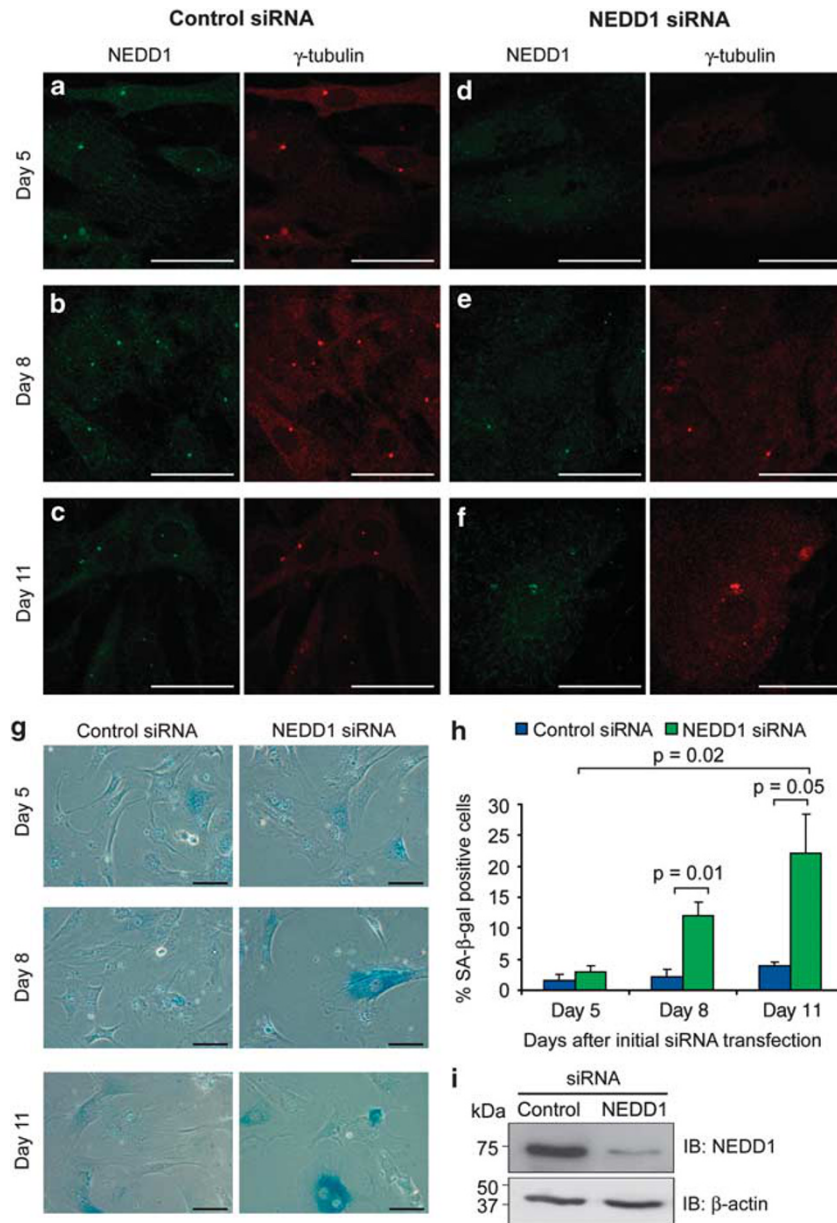 Control siRNA NEDD1 siRNA
NEDD1 γ-tubulin NEDD1 γ-tubulin
a d
Day 5
b e
Day 8
c f
Day 11
g
Control siRNA NEDD1 siRNA
Day 5
Day 8
Day 11
h
Control siRNA NEDD1 siRNA
p = 0.02
p = 0.05
p = 0.01
% SA-β-gal positive cells
30
25
20
15
10
5
0
Day 5 Day 8 Day 11
Days after initial siRNA transfection
i
siRNA
kDa Control NEDD1
75 IB: NEDD1
50
37 IB: β-actin